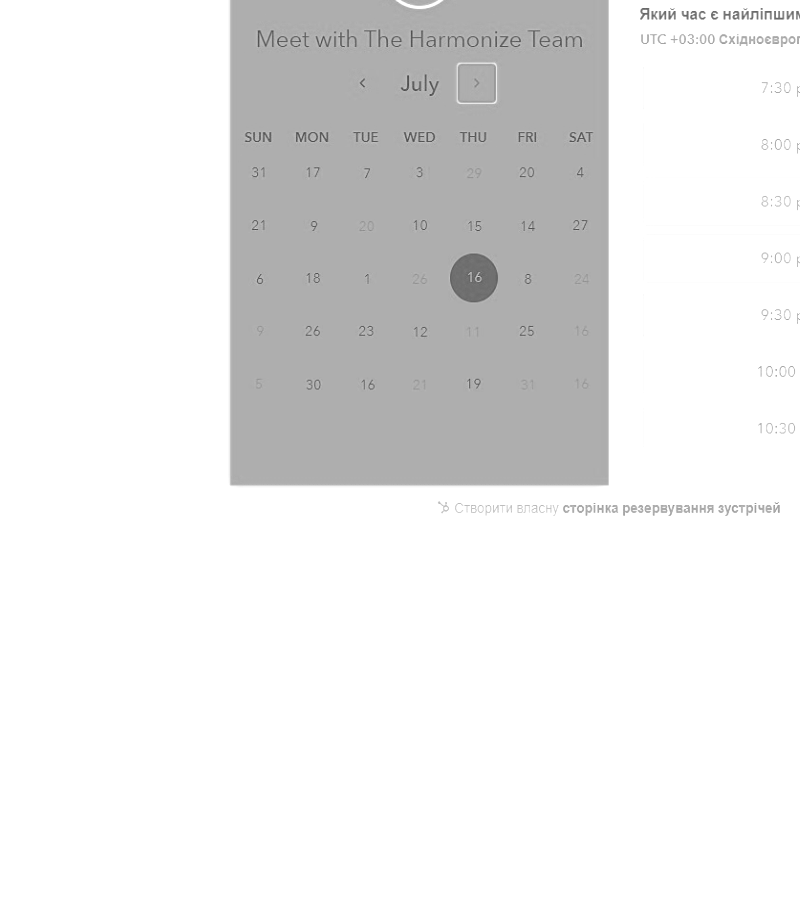 Meet with The Harmonize Team
July
SUN MON TUE WED THU FRI SAT
31 17 7 3 29 20 4
21 9 20 10 15 14 27
6 18 1 26 16 8 24
9 26 23 12 11 25 16
5 30 16 21 19 31 16
Який час є найліпшим
UTC +03:00 Східноєвроп
7:30 р
8:00 р
8:30 р
9:00 р
9:30 р
10:00
10:30
Створити власну сторінка резервування зустрічей